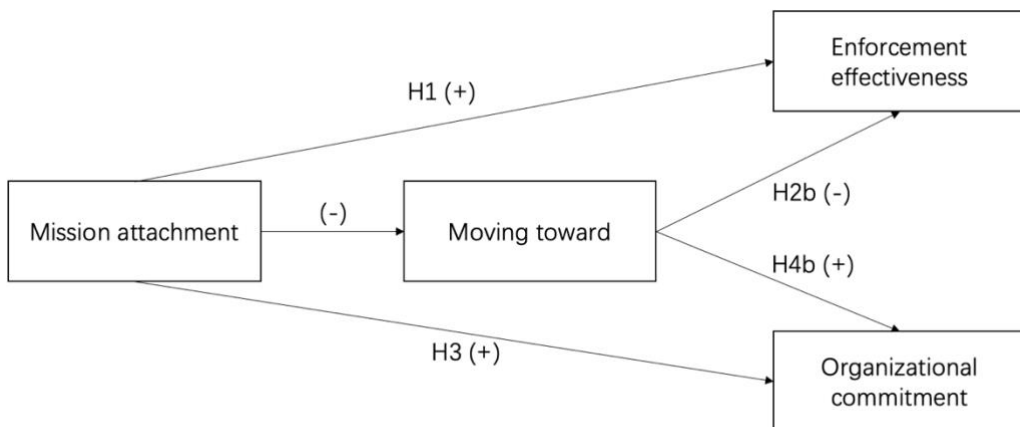 Enforcement
effectiveness
H1 (+)
Mission attachment
(-)
Moving toward
H2b (-)
H4b (+)
H3 (+)
Organizational
commitment